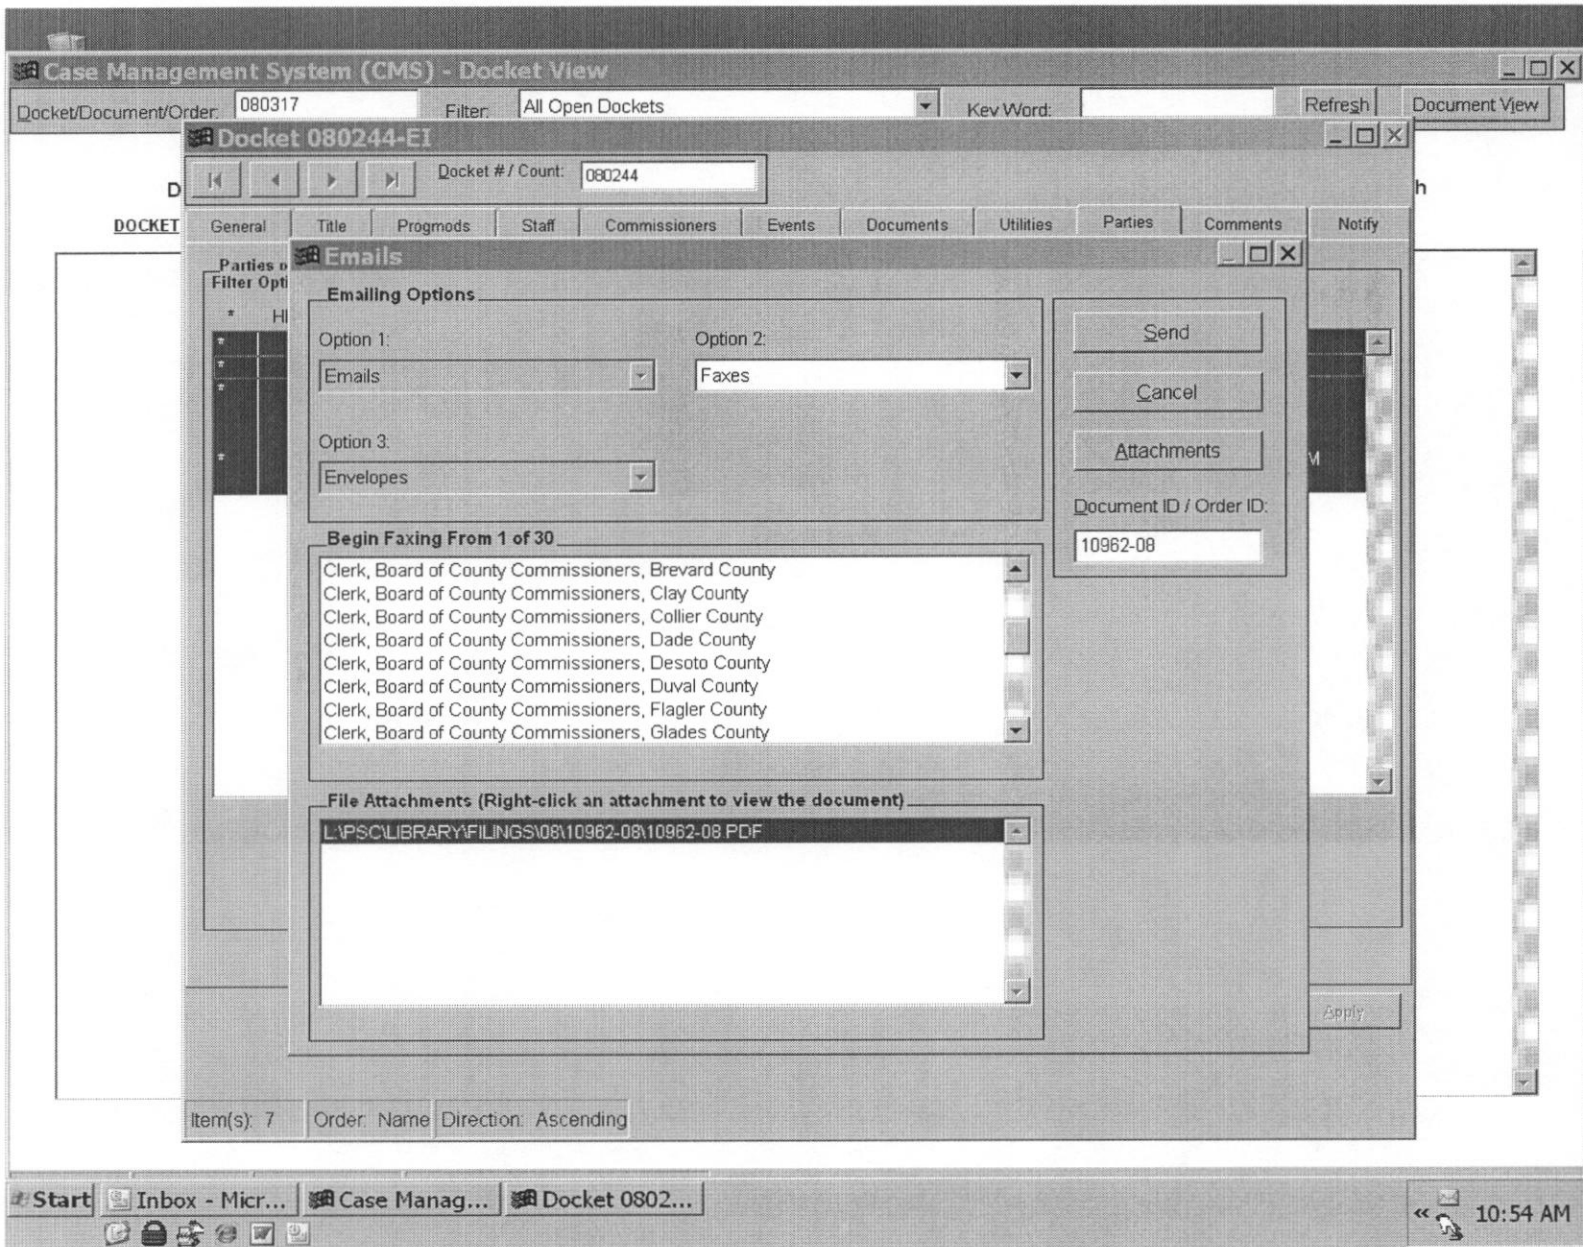 Case Management System (CMS) - Docket View
Docket/Document/Order: 080317 Filter: All Open Dockets Key Word: Refresh Document View
Docket 080244-EI
Docket # / Count: 080244
DOCKET
General Title Progmods Staff Commissioners Events Documents Utilities Parties Comments Notify
Parties
Filter Opti
Emails
Emailing Options
* HI
Option 1: Option 2:
Emails Faxes
Option 3:
Envelopes
Send
Cancel
Attachments
M
Document ID / Order ID:
10962-08
Begin Faxing From 1 of 30
Clerk, Board of County Commissioners, Brevard County
Clerk, Board of County Commissioners, Clay County
Clerk, Board of County Commissioners, Collier County
Clerk, Board of County Commissioners, Dade County
Clerk, Board of County Commissioners, Desoto County
Clerk, Board of County Commissioners, Duval County
Clerk, Board of County Commissioners, Flagler County
Clerk, Board of County Commissioners, Glades County
File Attachments (Right-click an attachment to view the document)
L:\PSC\LIBRARY\FILINGS\08\10962-08\10962-08.PDF
Apply
Item(s): 7 Order: Name Direction: Ascending
Start Inbox - Micr... Case Manag... Docket 0802...
« 10:54 AM